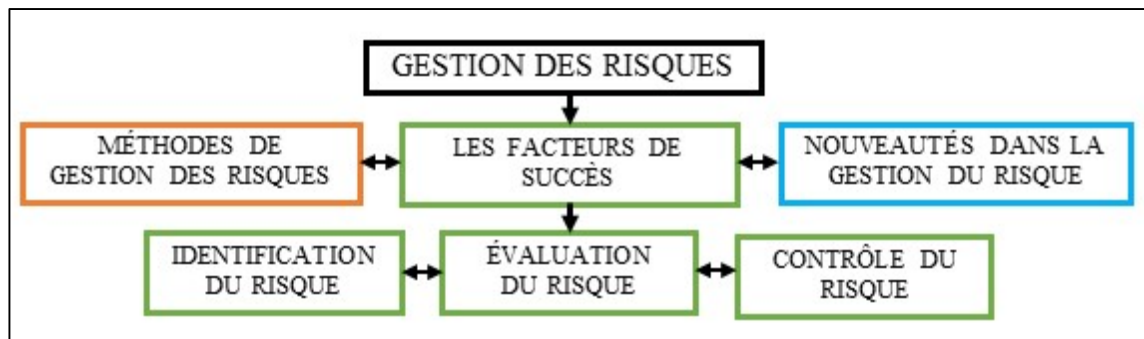 GESTION DES RISQUES
MÉTHODES DE
GESTION DES RISQUES
LES FACTEURS DE
SUCCÈS
NOUVEAUTÉS DANS LA
GESTION DU RISQUE
IDENTIFICATION
DU RISQUE
ÉVALUATION
DU RISQUE
CONTRÔLE DU
RISQUE